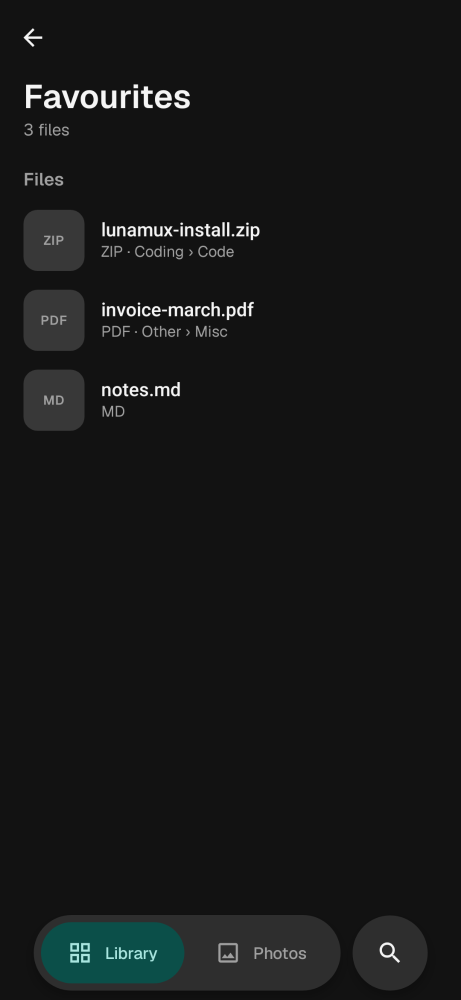 Favourites
3 files
Files
ZIP
lunamux-install.zip
ZIP · Coding › Code
PDF
invoice-march.pdf
PDF · Other › Misc
MD
notes.md
MD
Library
Photos